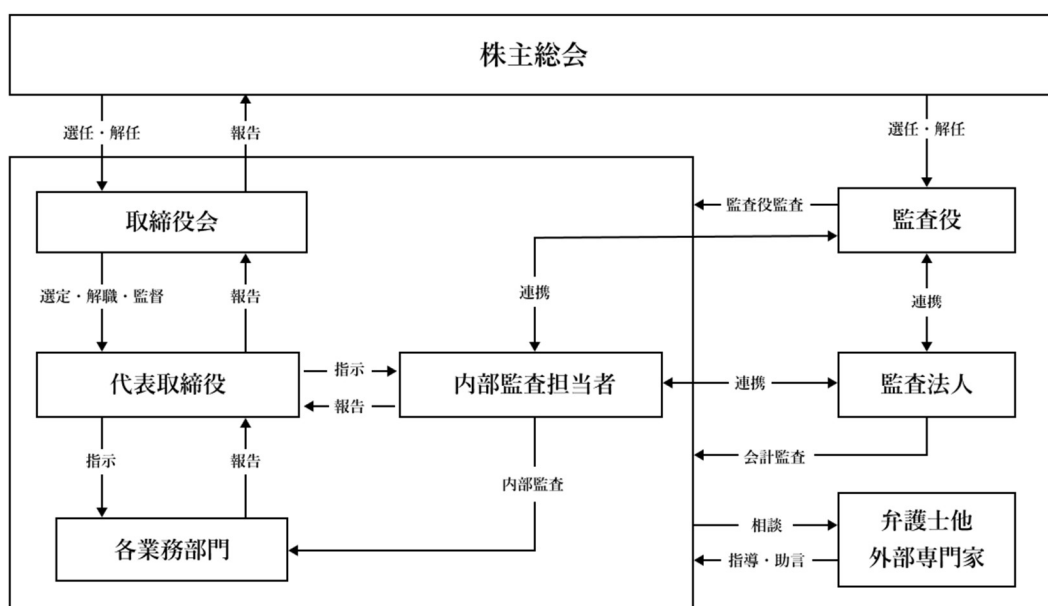 株主総会
選任・解任
報告
選任・解任
取締役会
監査役監査
監査役
選定・解職・監督
報告
連携
連携
代表取締役
指示
報告
内部監査担当者
連携
監査法人
指示
報告
内部監査
会計監査
各業務部門
相談
指導・助言
弁護士他
外部専門家